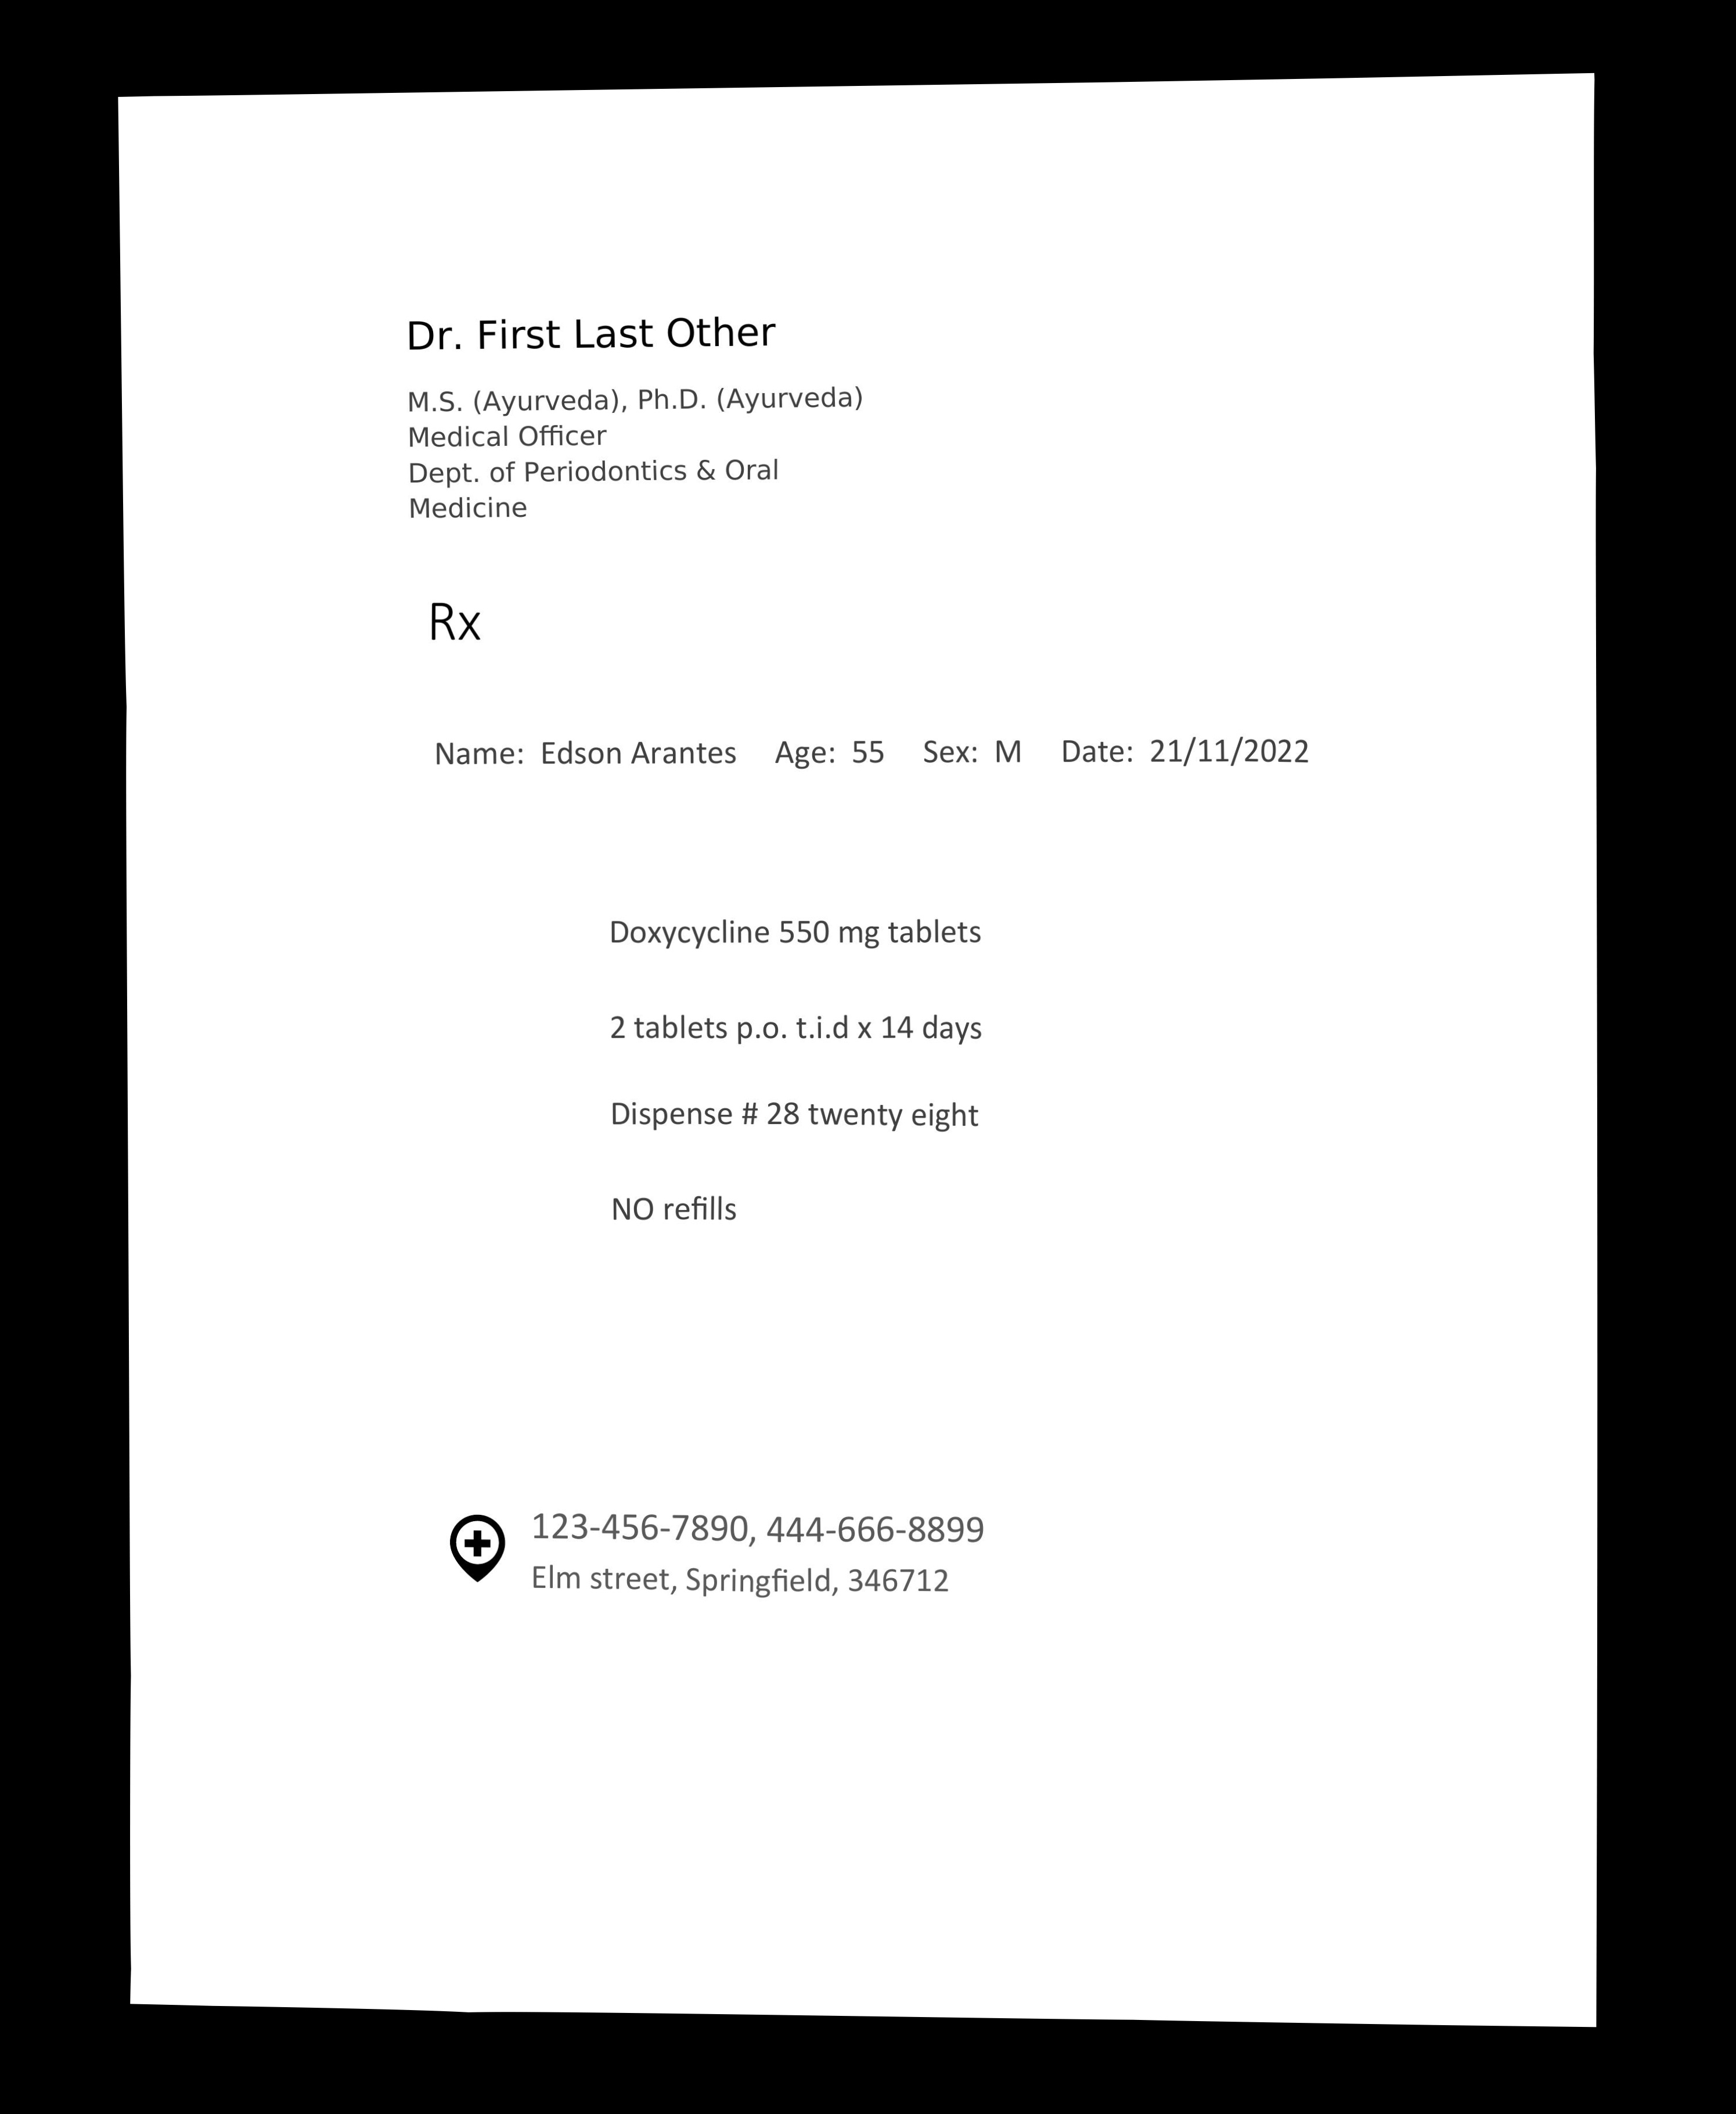 Dr. First Last Other
M.S. (Ayurveda), Ph.D. (Ayurveda)
Medical Officer
Dept. of Periodontics & Oral
Medicine
Rx
Name: Edson Arantes Age: 55 Sex: M Date: 21/11/2022
Doxycycline 550 mg tablets
2 tablets p.o. t.i.d x 14 days
Dispense # 28 twenty eight
NO refills
123-456-7890, 444-666-8899
Elm street, Springfield, 346712